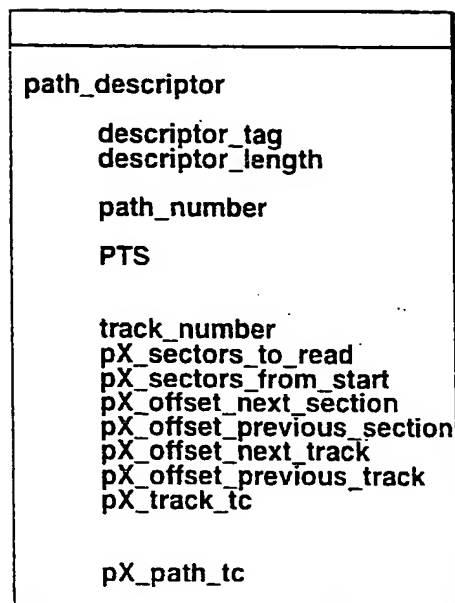 path_descriptor
descriptor_tag
descriptor_length
path_number
PTS
track_number
pX_sectors_to_read
pX_sectors_from_start
pX_offset_next_section
pX_offset_previous_section
pX_offset_next_track
pX_offset_previous_track
pX_track_tc
pX_path_tc